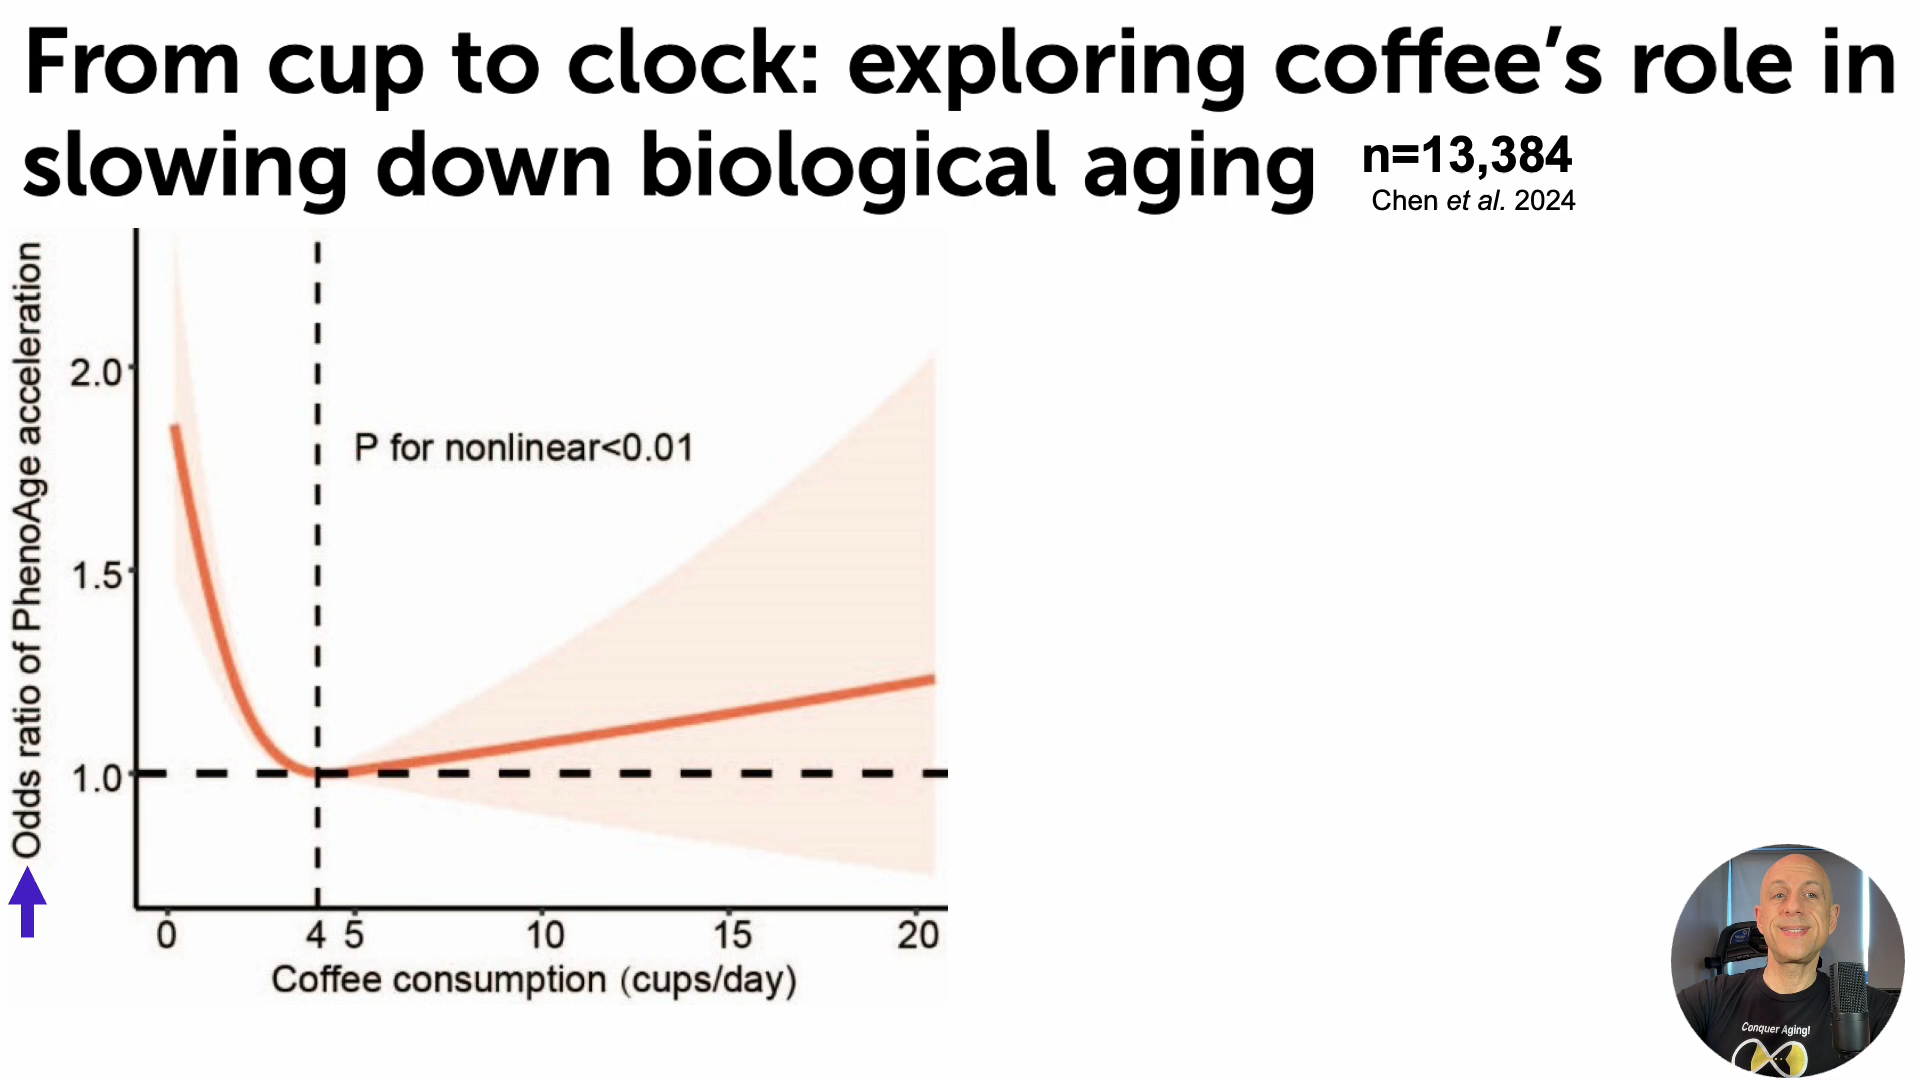 From cup to clock: exploring coffee’s role in
slowing down biological aging
n=13,384
Chen et al. 2024
Odds ratio of PhenoAge acceleration
2.0
1.5
1.0
P for nonlinear<0.01
0 4 5 10 15 20
Coffee consumption (cups/day)
Conquer Aging!